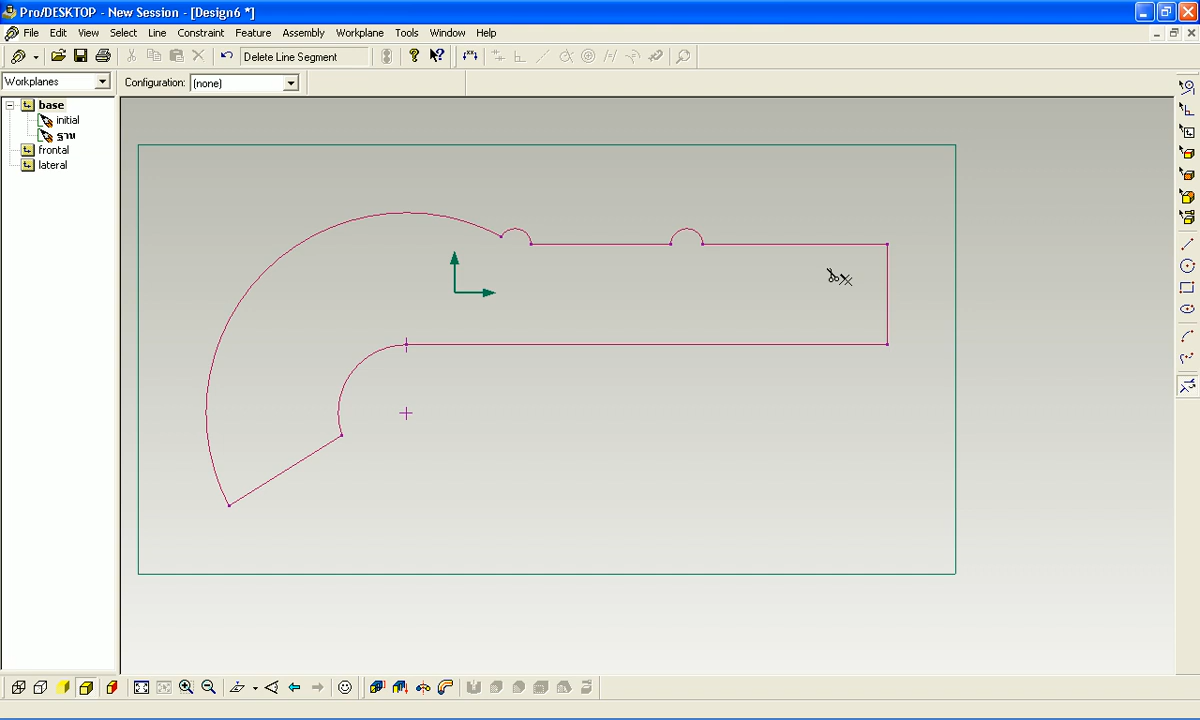 Pro/DESKTOP - New Session - [Design6 *]
File Edit View Select Line Constraint Feature Assembly Workplane Tools Window Help
Delete Line Segment
Workplanes Configuration: (none)
base
initial
ฐาน
frontal
lateral